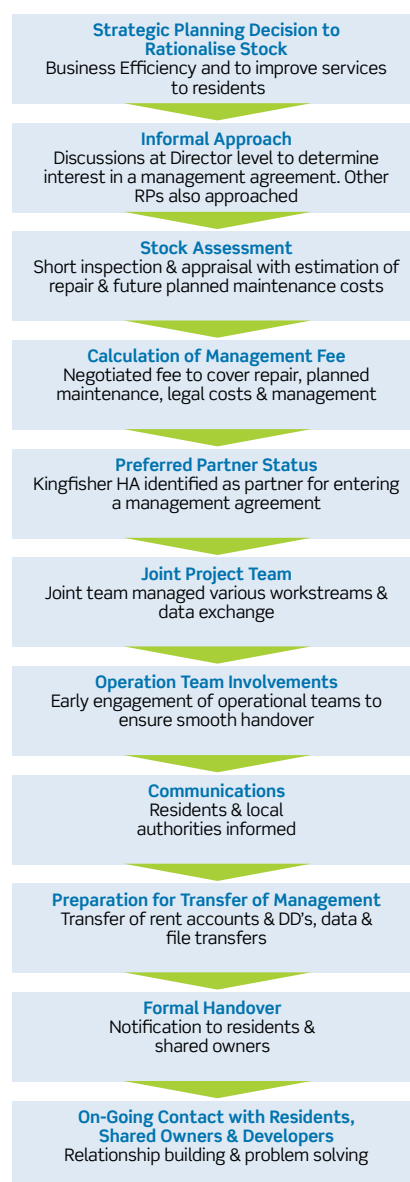 Strategic Planning Decision to
Rationalise Stock
Business Efficiency and to improve services
to residents
Informal Approach
Discussions at Director level to determine
interest in a management agreement. Other
RPs also approached
Stock Assessment
Short inspection & appraisal with estimation of
repair & future planned maintenance costs
Calculation of Management Fee
Negotiated fee to cover repair, planned
maintenance, legal costs & management
Preferred Partner Status
Kingfisher HA identified as partner for entering
a management agreement
Joint Project Team
Joint team managed various workstreams &
data exchange
Operation Team Involvements
Early engagement of operational teams to
ensure smooth handover
Communications
Residents & local
authorities informed
Preparation for Transfer of Management
Transfer of rent accounts & DD's, data &
file transfers
Formal Handover
Notification to residents &
shared owners
On-Going Contact with Residents,
Shared Owners & Developers
Relationship building & problem solving